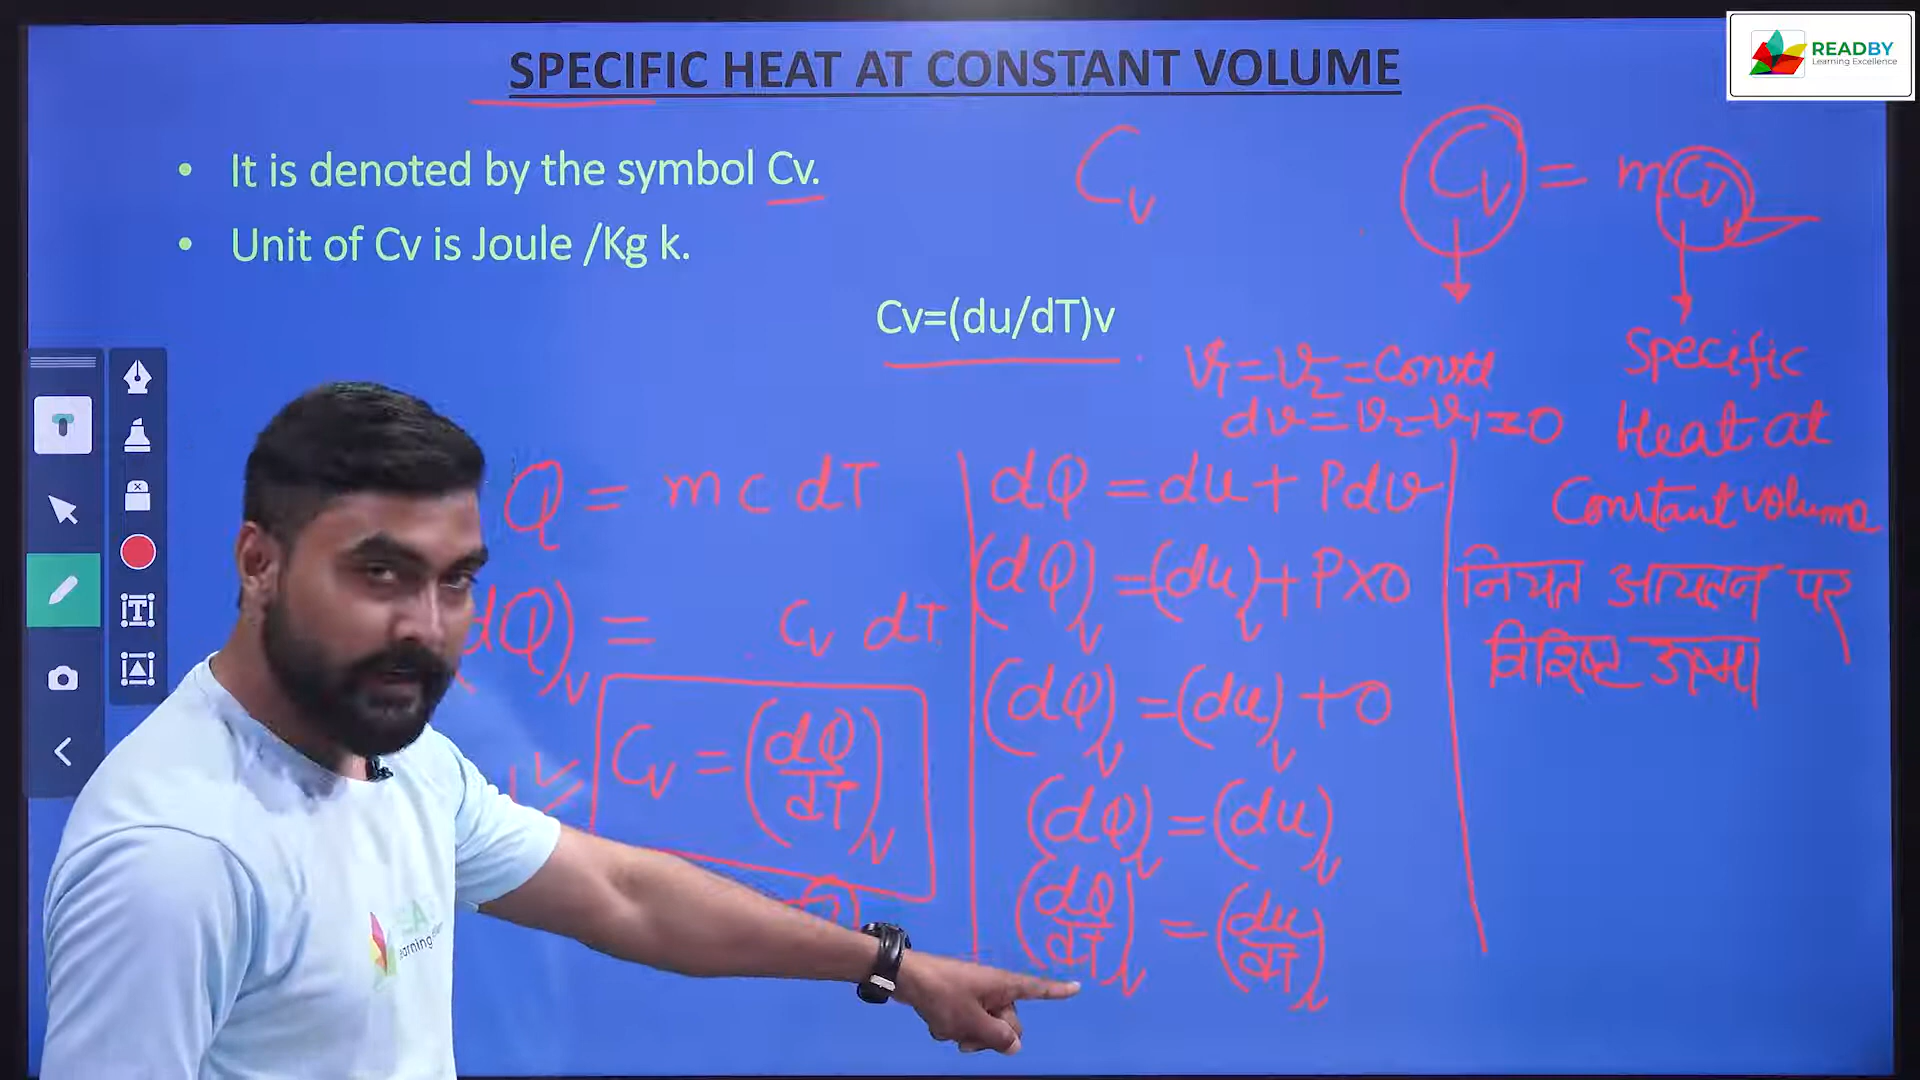 SPECIFIC HEAT AT CONSTANT VOLUME
READBY
Learning Excellence
• It is denoted by the symbol Cv.
• Unit of Cv is Joule /Kg k.
Cv=(du/dT)v
Cv
Cv = mCv
Specific
Heat at
Constant volume
नियत आयतन पर
विशिष्ट ऊष्मा
V1 = V2 = Const
dv = V2-V1 = 0
Q = mcdT
dQ)v = Cv dT
Cv = (dQ/dT)v
dQ = du + Pdv
(dQ)v = (du)v + P×0
(dQ)v = (du)v + 0
(dQ)v = (du)v
(dQ/dT)v = (du/dT)v